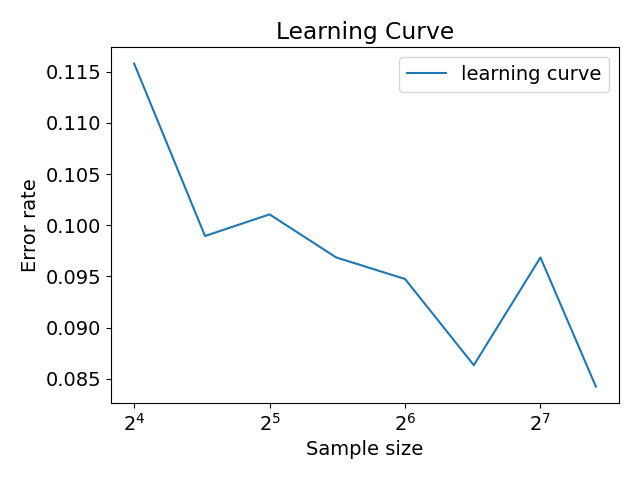 Learning Curve
learning curve
Error rate
0.115
0.110
0.105
0.100
0.095
0.090
0.085
2⁴ 2⁵ 2⁶ 2⁷
Sample size